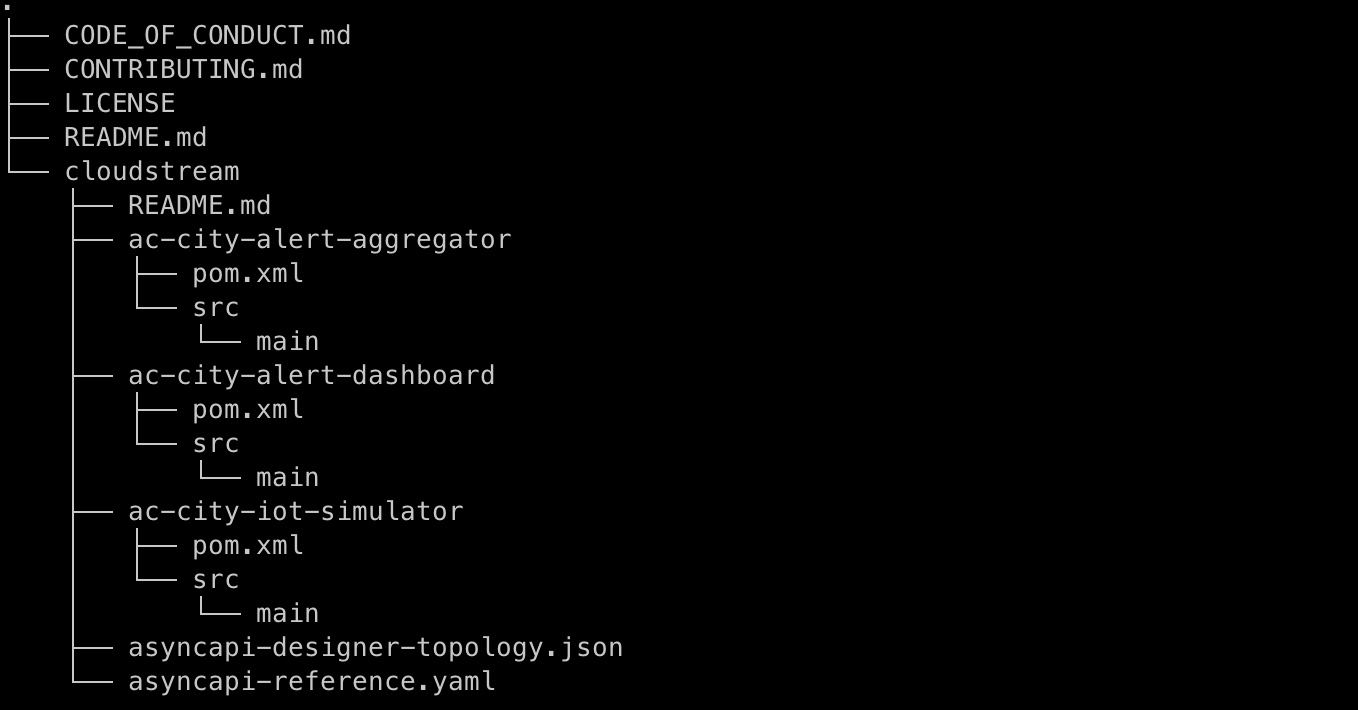 .
├── CODE_OF_CONDUCT.md
├── CONTRIBUTING.md
├── LICENSE
├── README.md
└── cloudstream
    ├── README.md
    ├── ac-city-alert-aggregator
    │   ├── pom.xml
    │   └── src
    │       └── main
    ├── ac-city-alert-dashboard
    │   ├── pom.xml
    │   └── src
    │       └── main
    ├── ac-city-iot-simulator
    │   ├── pom.xml
    │   └── src
    │       └── main
    ├── asyncapi-designer-topology.json
    └── asyncapi-reference.yaml